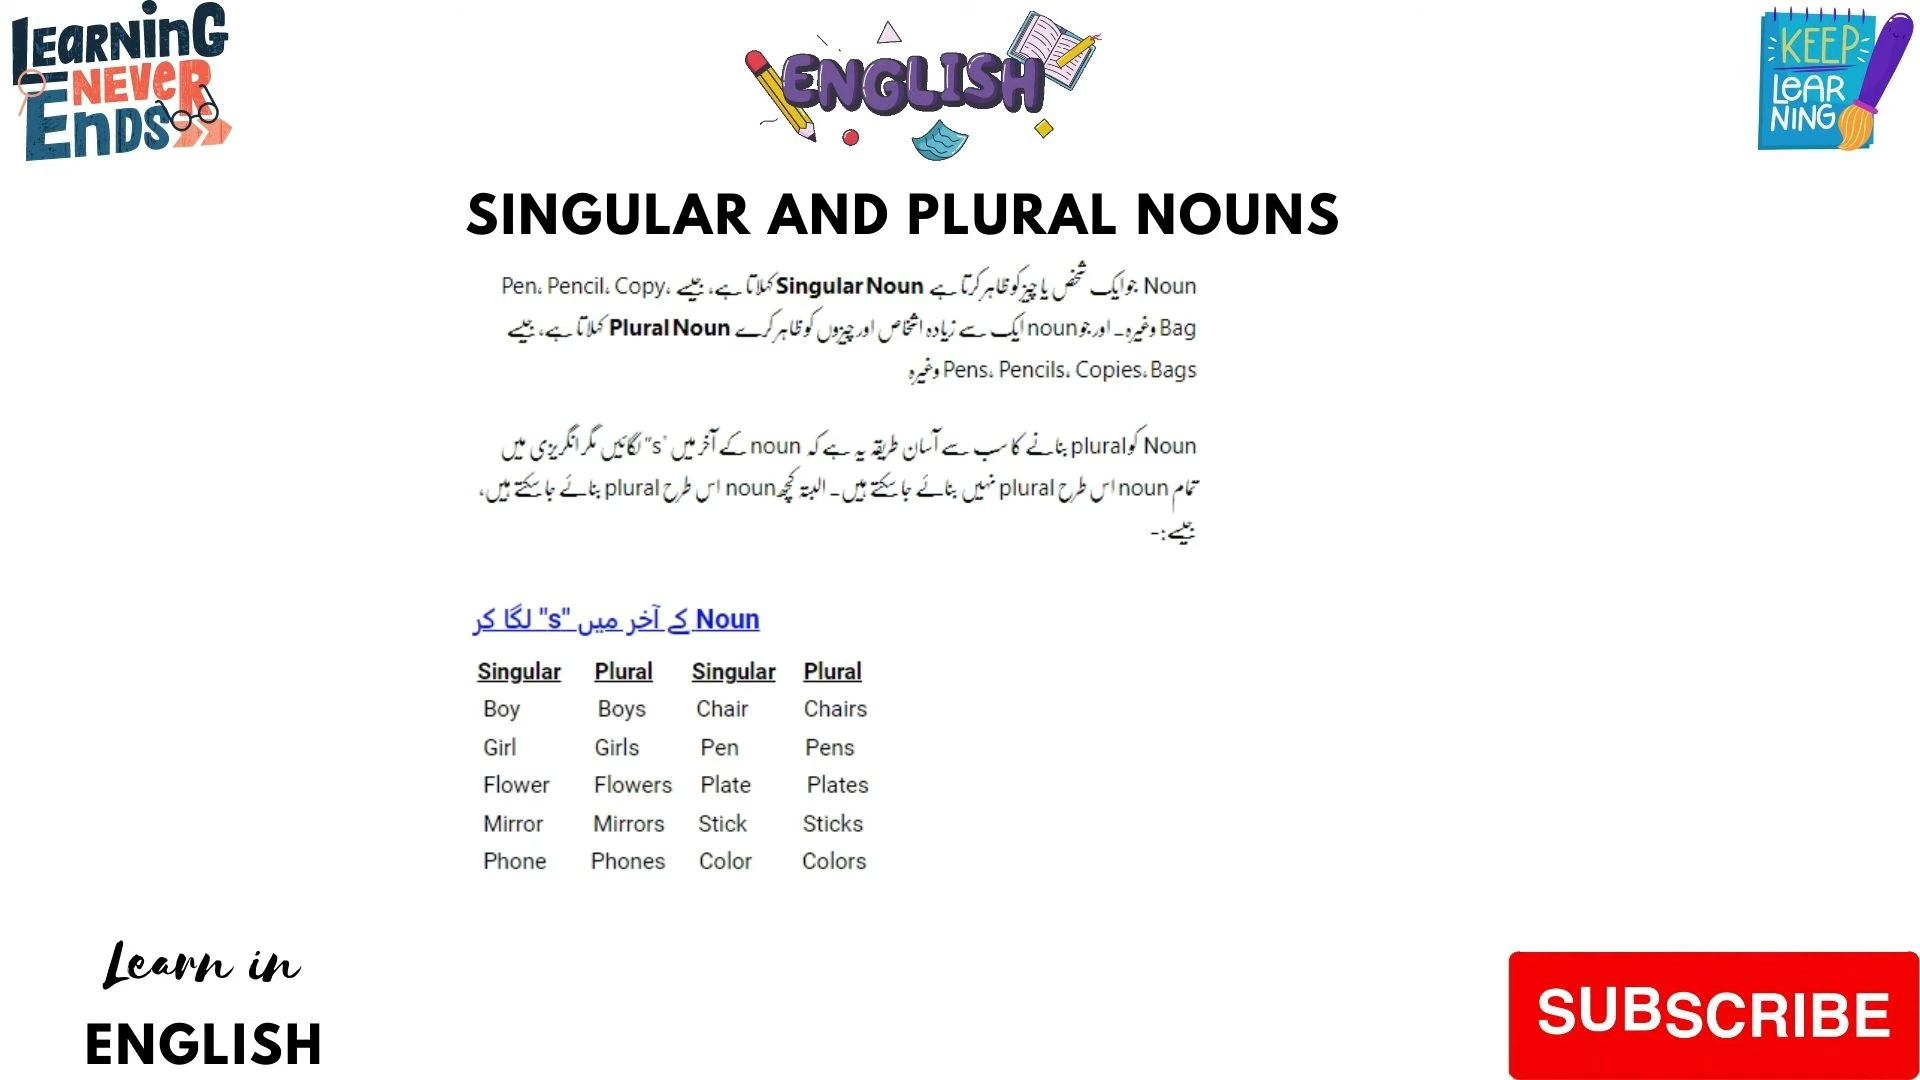 LEARNING
NEVER
ENDS
ENGLISH
KEEP
LEAR
NING
SINGULAR AND PLURAL NOUNS
Noun جو ایک شخص یا چیز کو ظاہر کرتا ہے Singular Noun کہلاتا ہے، جیسے Pen، Pencil، Copy،
Bag وغیرہ۔ اور جو noun ایک سے زیادہ اشخاص اور چیزوں کو ظاہر کرے Plural Noun کہلاتا ہے، جیسے
Pens، Pencils، Copies، Bags وغیرہ
Noun کو plural بنانے کا سب سے آسان طریقہ یہ ہے کہ noun کے آخر میں "s" لگائیں مگر انگریزی میں
تمام noun اس طرح plural نہیں بنائے جا سکتے ہیں۔ البتہ کچھ noun اس طرح plural بنائے جا سکتے ہیں،
جیسے:-
Noun کے آخر میں "s" لگا کر
Singular Plural Singular Plural
Boy Boys Chair Chairs
Girl Girls Pen Pens
Flower Flowers Plate Plates
Mirror Mirrors Stick Sticks
Phone Phones Color Colors
Learn in
ENGLISH
SUBSCRIBE